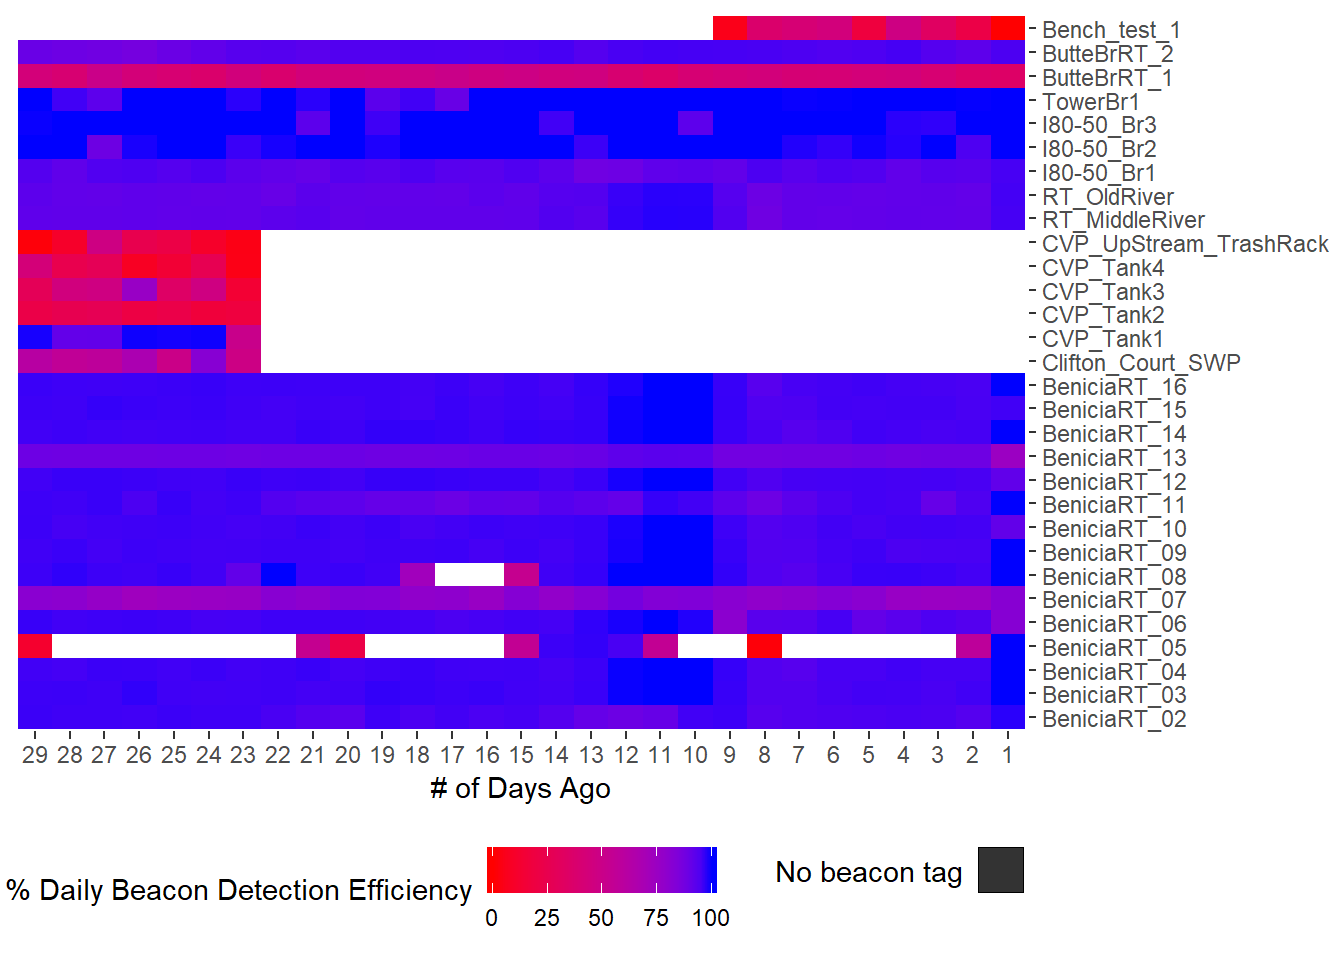 Bench_test_1
ButteBrRT_2
ButteBrRT_1
TowerBr1
I80-50_Br3
I80-50_Br2
I80-50_Br1
RT_OldRiver
RT_MiddleRiver
CVP_UpStream_TrashRack
CVP_Tank4
CVP_Tank3
CVP_Tank2
CVP_Tank1
Clifton_Court_SWP
BeniciaRT_16
BeniciaRT_15
BeniciaRT_14
BeniciaRT_13
BeniciaRT_12
BeniciaRT_11
BeniciaRT_10
BeniciaRT_09
BeniciaRT_08
BeniciaRT_07
BeniciaRT_06
BeniciaRT_05
BeniciaRT_04
BeniciaRT_03
BeniciaRT_02
29 28 27 26 25 24 23 22 21 20 19 18 17 16 15 14 13 12 11 10 9 8 7 6 5 4 3 2 1
# of Days Ago
% Daily Beacon Detection Efficiency
0 25 50 75 100
No beacon tag